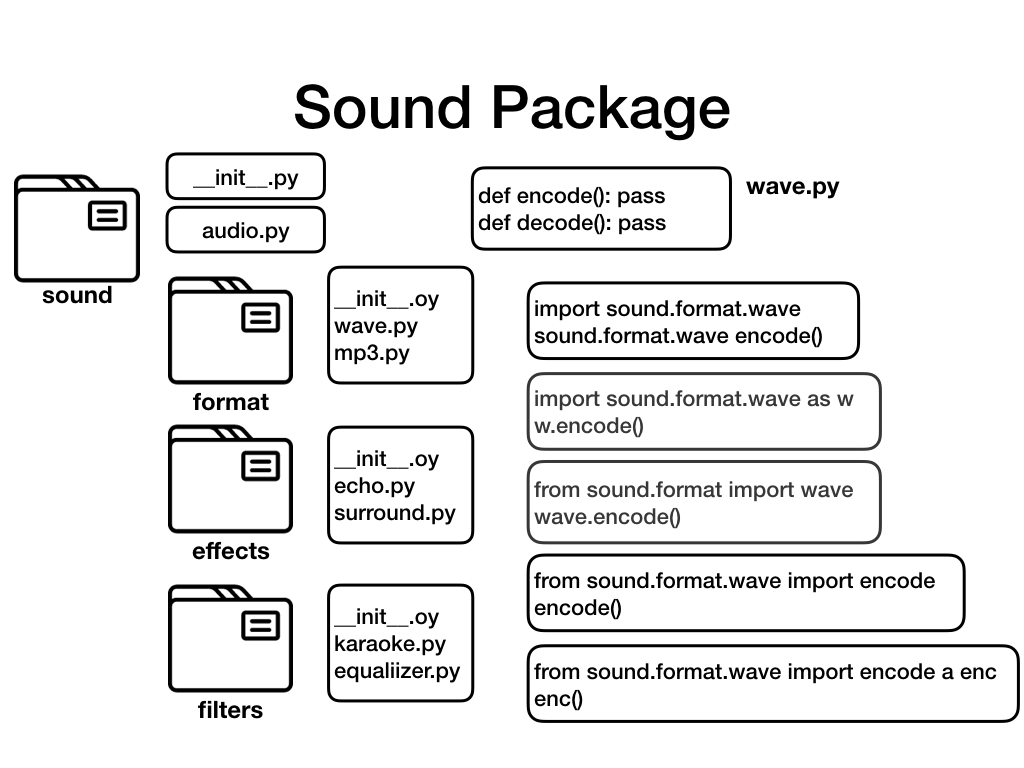 Sound Package
__init__.py
audio.py
sound
def encode(): pass
def decode(): pass
wave.py
format
__init__.oy
wave.py
mp3.py
effects
__init__.oy
echo.py
surround.py
filters
__init__.oy
karaoke.py
equaliizer.py
import sound.format.wave
sound.format.wave encode()
import sound.format.wave as w
w.encode()
from sound.format import wave
wave.encode()
from sound.format.wave import encode
encode()
from sound.format.wave import encode a enc
enc()